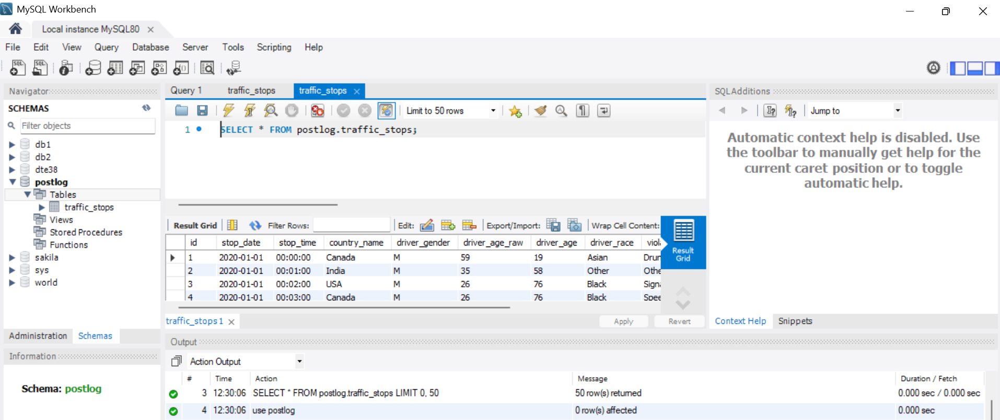 MySQL Workbench
Local instance MySQL80
File Edit View Query Database Server Tools Scripting Help
Navigator
SCHEMAS
Filter objects
db1
db2
dte38
postlog
Tables
traffic_stops
Views
Stored Procedures
Functions
sakila
sys
world
Administration Schemas
Information
Schema: postlog
Query 1 traffic_stops traffic_stops
Limit to 50 rows
1 SELECT * FROM postlog.traffic_stops;
Result Grid Filter Rows: Edit: Export/Import: Wrap Cell Content:
id stop_date stop_time country_name driver_gender driver_age_raw driver_age driver_race viola
1 2020-01-01 00:00:00 Canada M 59 19 Asian Drun
2 2020-01-01 00:01:00 India M 35 58 Other Othe
3 2020-01-01 00:02:00 USA M 26 76 Black Signa
4 2020-01-01 00:03:00 Canada M 26 76 Black Spee
Result
Grid
traffic_stops 1 Apply Revert
SQLAdditions
Jump to
Automatic context help is disabled. Use
the toolbar to manually get help for the
current caret position or to toggle
automatic help.
Context Help Snippets
Output
Action Output
# Time Action Message Duration / Fetch
3 12:30:06 SELECT * FROM postlog.traffic_stops LIMIT 0, 50 50 row(s) returned 0.000 sec / 0.000 sec
4 12:30:06 use postlog 0 row(s) affected 0.000 sec